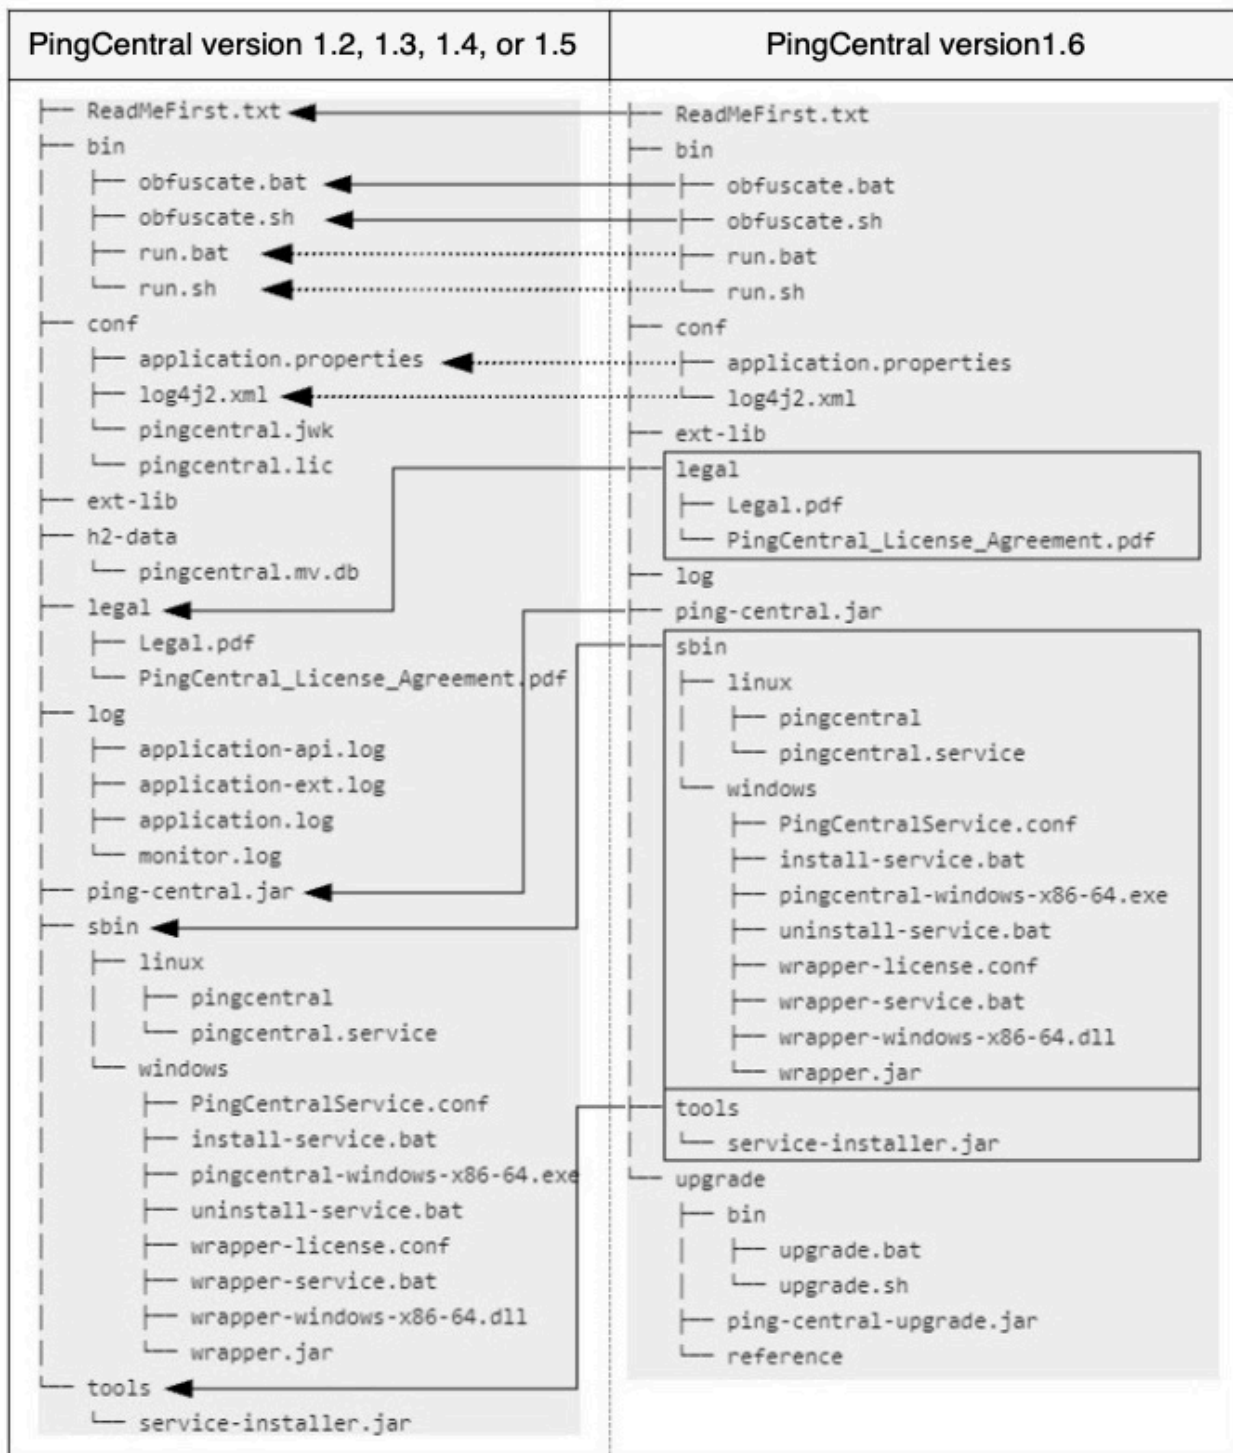 PingCentral version 1.2, 1.3, 1.4, or 1.5
ReadMeFirst.txt
bin
obfuscate.bat
obfuscate.sh
run.bat
run.sh
conf
application.properties
log4j2.xml
pingcentral.jwk
pingcentral.lic
ext-lib
h2-data
pingcentral.mv.db
legal
Legal.pdf
PingCentral_License_Agreement.pdf
log
application-api.log
application-ext.log
application.log
monitor.log
ping-central.jar
sbin
linux
pingcentral
pingcentral.service
windows
PingCentralService.conf
install-service.bat
pingcentral-windows-x86-64.exe
uninstall-service.bat
wrapper-license.conf
wrapper-service.bat
wrapper-windows-x86-64.dll
wrapper.jar
tools
service-installer.jar
PingCentral version1.6
ReadMeFirst.txt
bin
obfuscate.bat
obfuscate.sh
run.bat
run.sh
conf
application.properties
log4j2.xml
ext-lib
legal
Legal.pdf
PingCentral_License_Agreement.pdf
log
ping-central.jar
sbin
linux
pingcentral
pingcentral.service
windows
PingCentralService.conf
install-service.bat
pingcentral-windows-x86-64.exe
uninstall-service.bat
wrapper-license.conf
wrapper-service.bat
wrapper-windows-x86-64.dll
wrapper.jar
tools
service-installer.jar
upgrade
bin
upgrade.bat
upgrade.sh
ping-central-upgrade.jar
reference